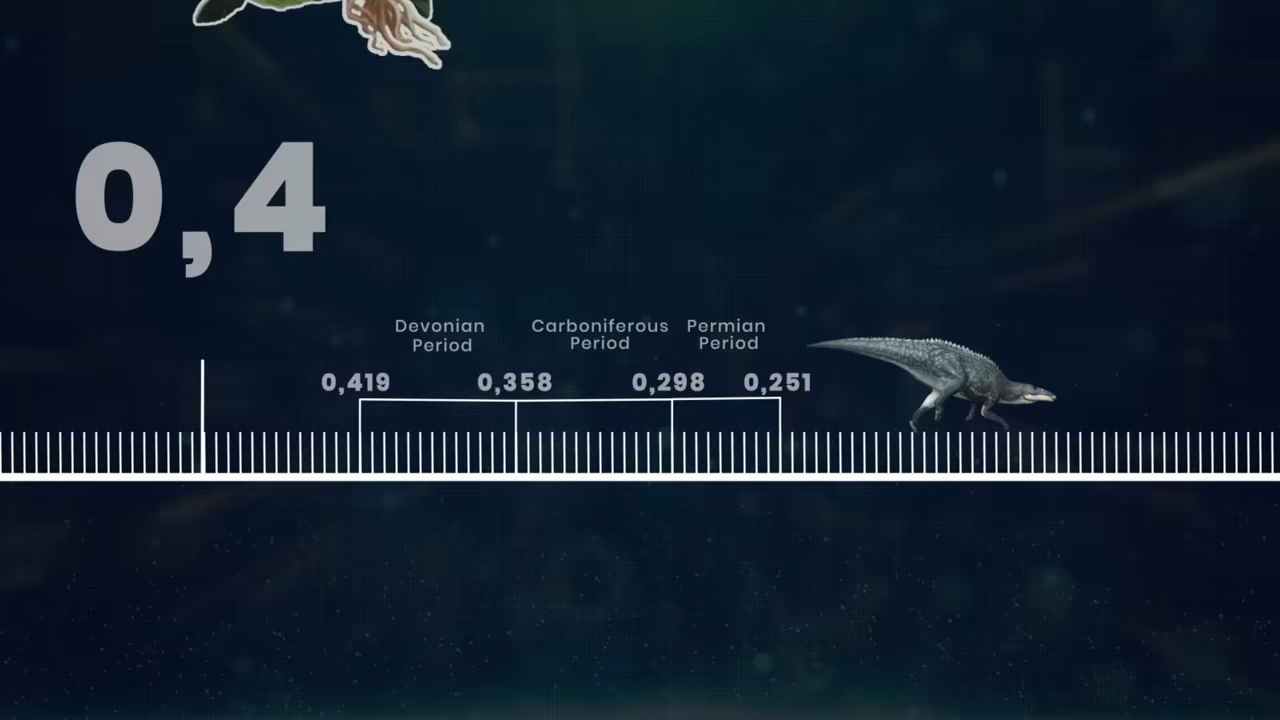 0,4
Devonian
Period
Carboniferous
Period
Permian
Period
0,419
0,358
0,298
0,251